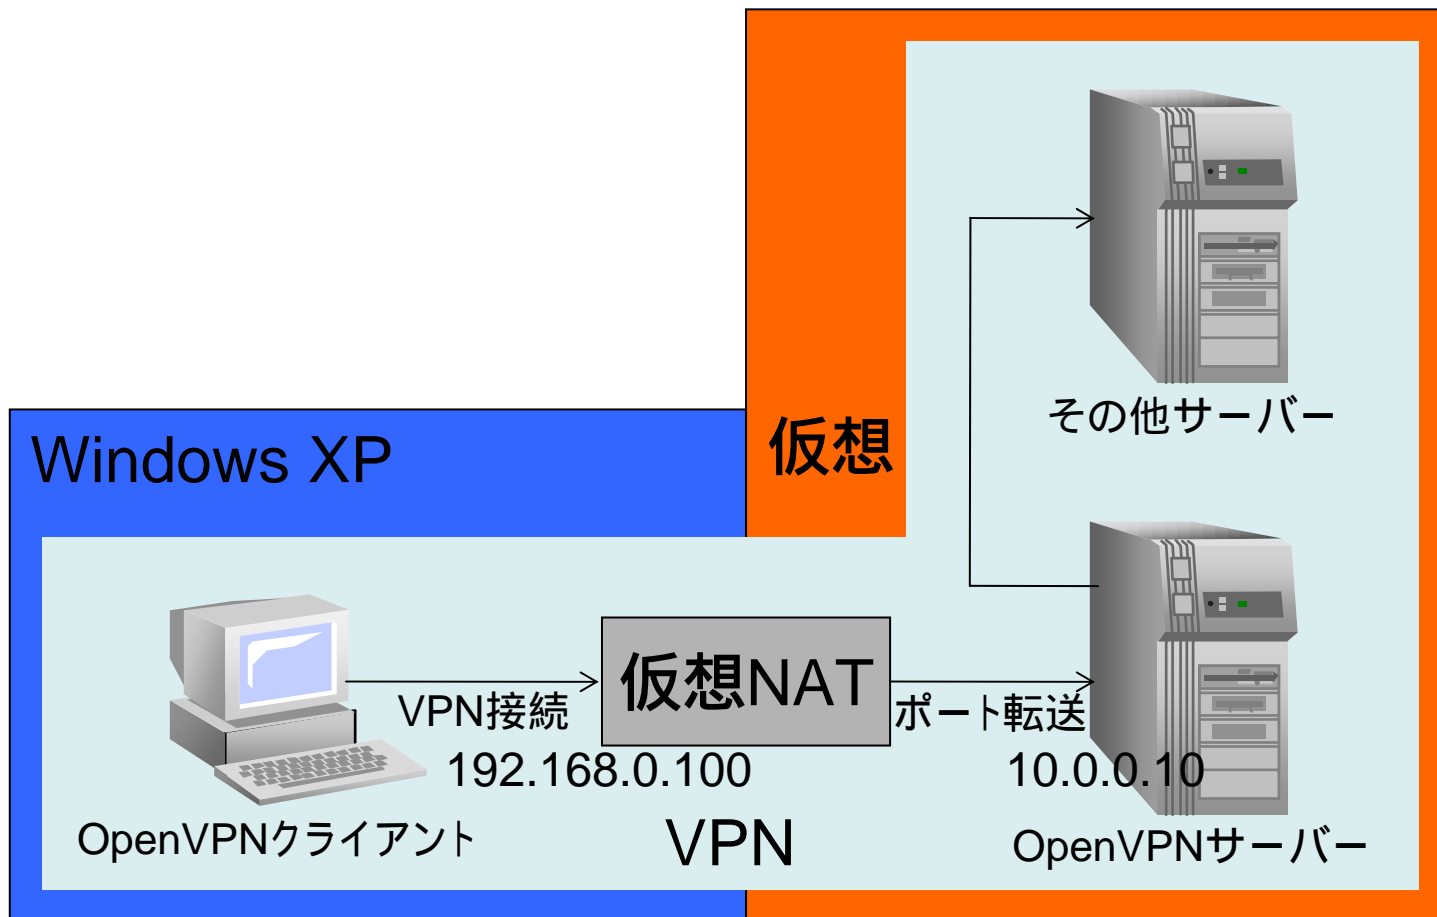 その他サーバー
Windows XP
仮想
仮想NAT
VPN接続
ポート転送
192.168.0.100
10.0.0.10
OpenVPNクライアント
VPN
OpenVPNサーバー